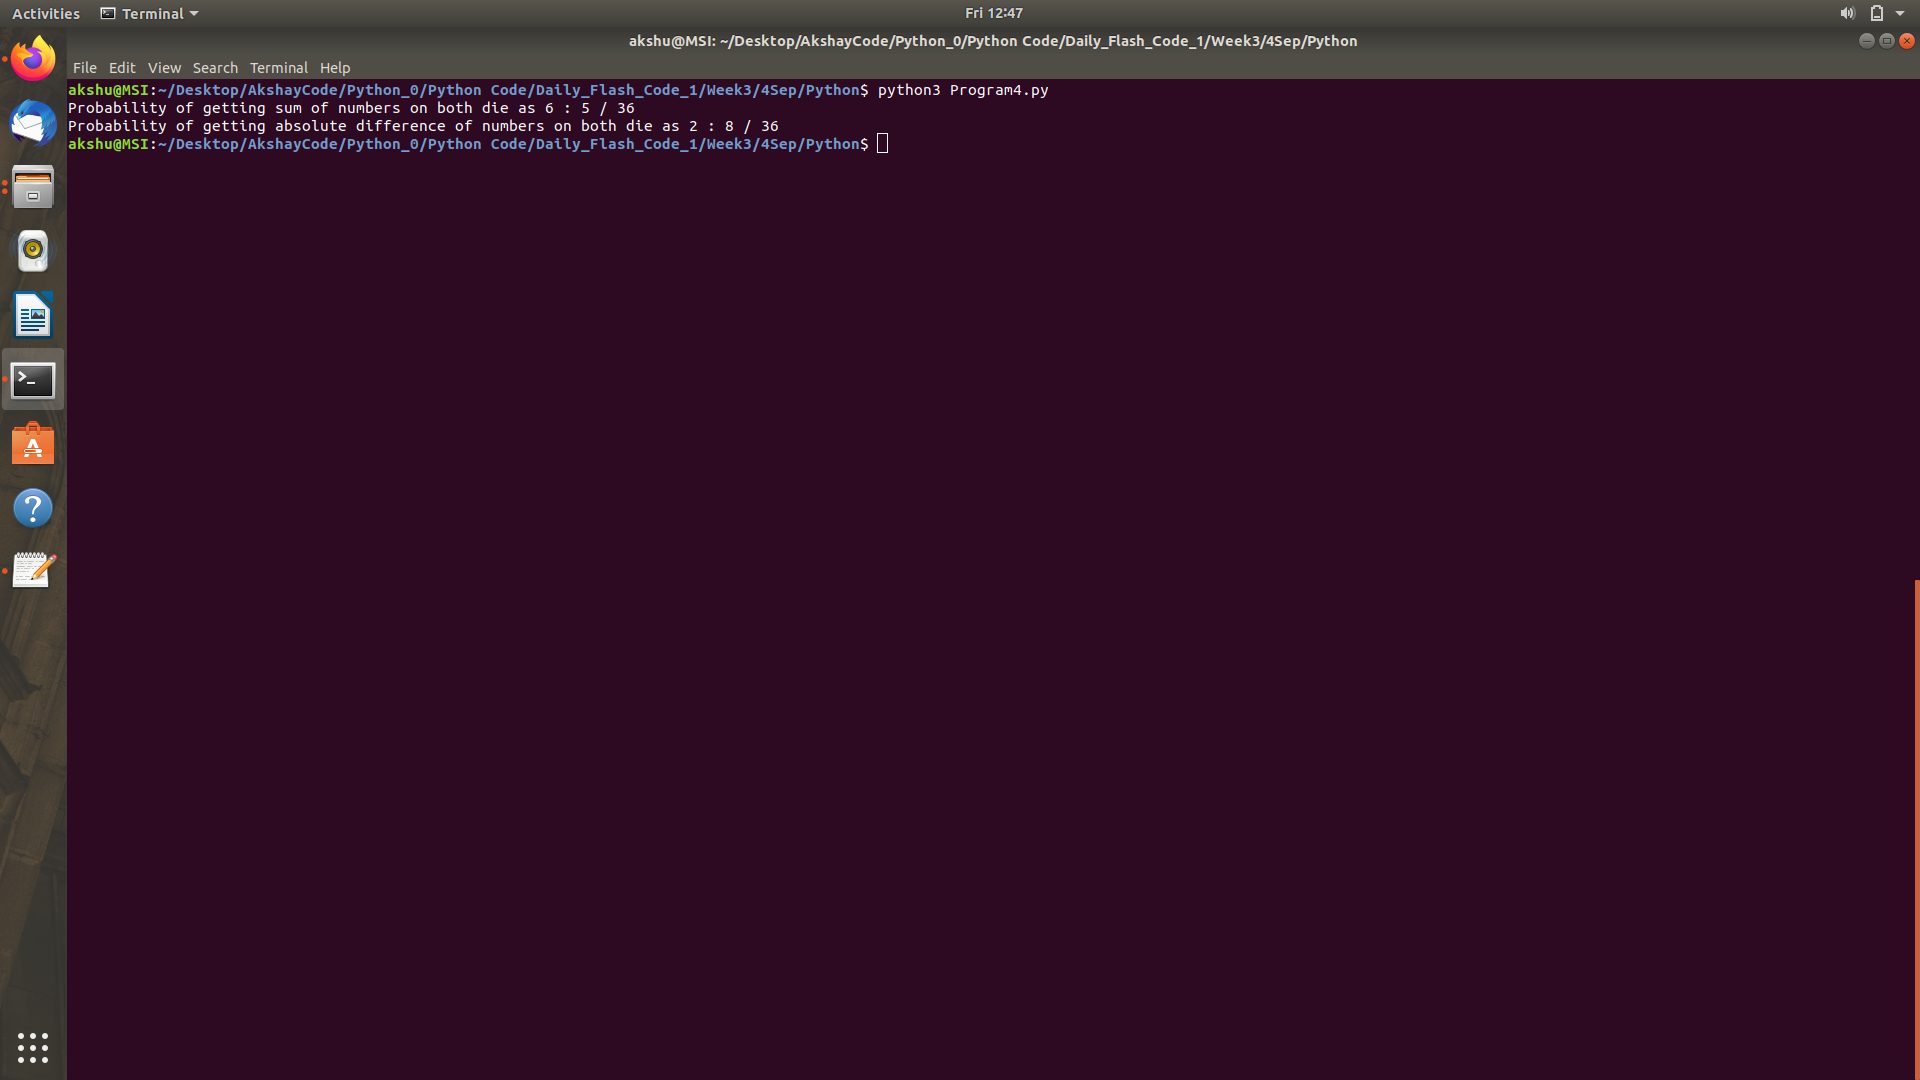 Activities Terminal Fri 12:47
akshu@MSI: ~/Desktop/AkshayCode/Python_0/Python Code/Daily_Flash_Code_1/Week3/4Sep/Python
File Edit View Search Terminal Help
akshu@MSI:~/Desktop/AkshayCode/Python_0/Python Code/Daily_Flash_Code_1/Week3/4Sep/Python$ python3 Program4.py
Probability of getting sum of numbers on both die as 6 : 5 / 36
Probability of getting absolute difference of numbers on both die as 2 : 8 / 36
akshu@MSI:~/Desktop/AkshayCode/Python_0/Python Code/Daily_Flash_Code_1/Week3/4Sep/Python$